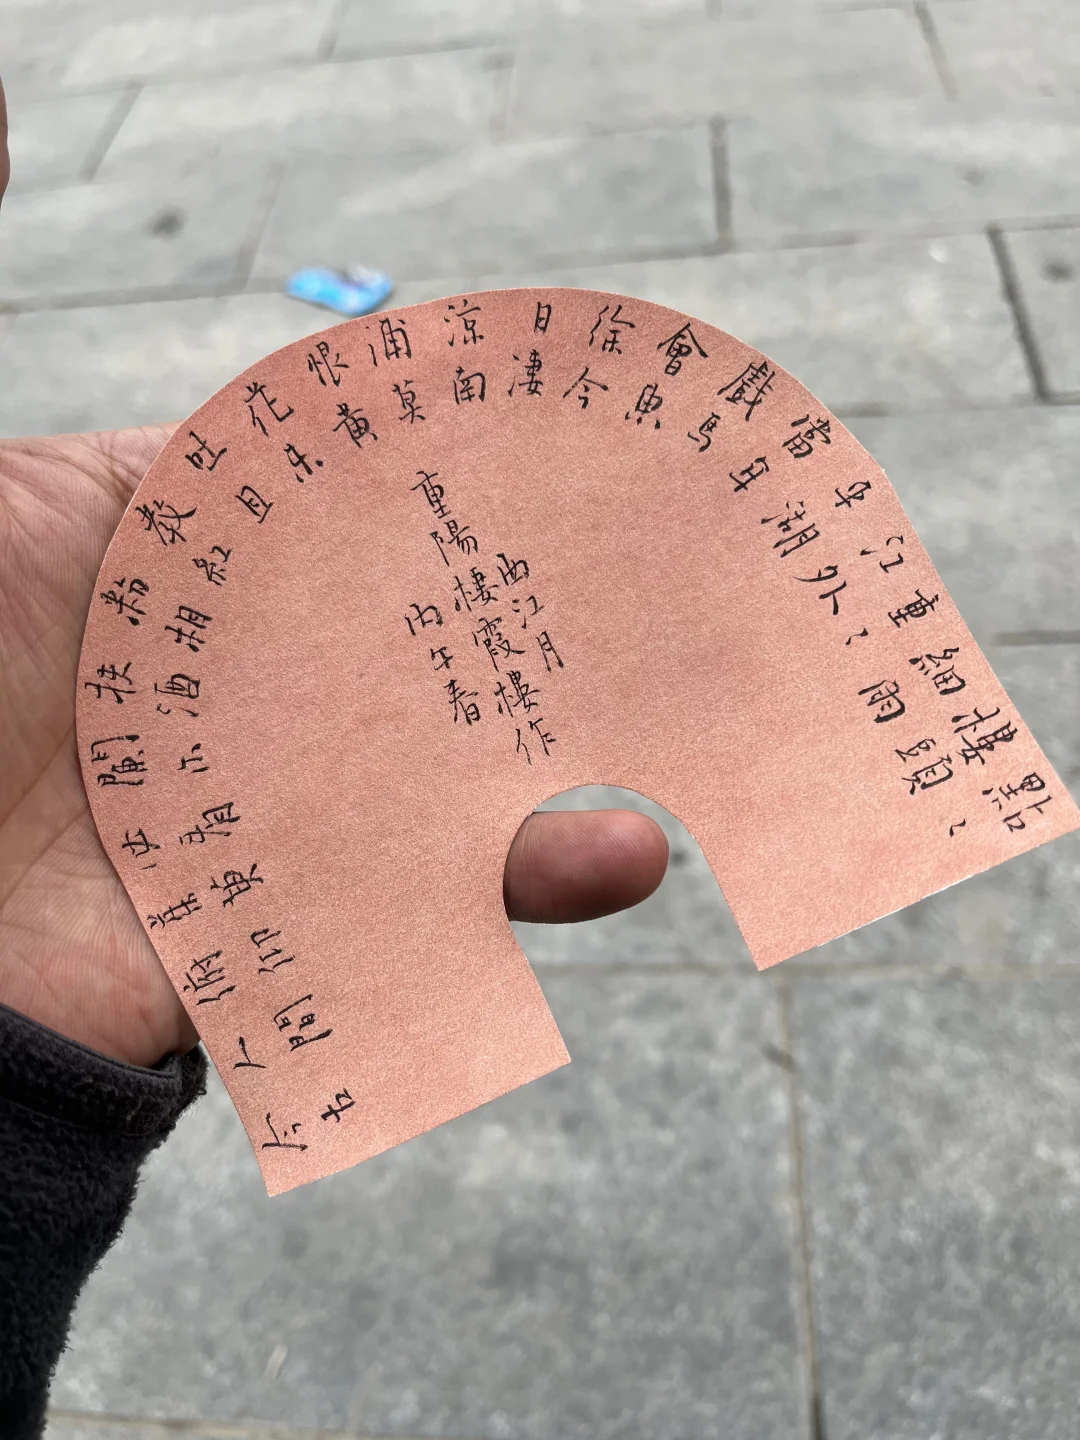 點〻
樓頭
細雨
重〻
江外
平湖
當年
戲馬
會東
徐今
日淒
涼南
浦莫
恨黃
花未
吐且
教紅
粉相
扶酒
闌不
必看
茱萸
俯仰
人間
今古
西江月
重陽棲霞樓作
丙午春